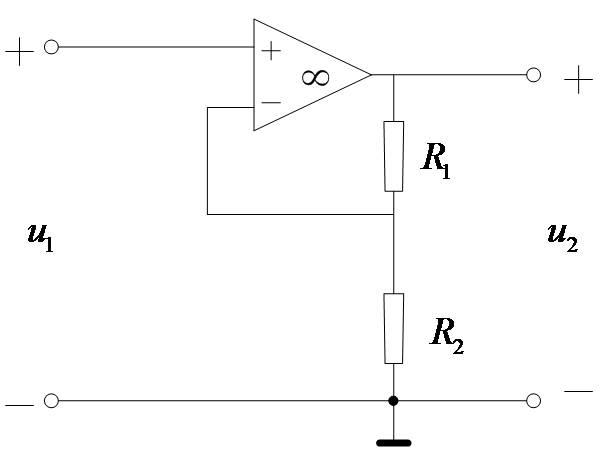 +
+
−
∞
+
R₁
u₁
u₂
R₂
−
−